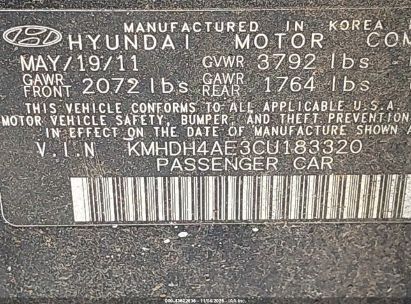 MANUFACTURED IN KOREA
HYUNDAI MOTOR COM
MAY/19/11 GVWR 3792 lbs
GAWR FRONT 2072 lbs GAWR REAR 1764 lbs
THIS VEHICLE CONFORMS TO ALL APPLICABLE U.S.A.
MOTOR VEHICLE SAFETY, BUMPER, AND THEFT PREVENTION
IN EFFECT ON THE DATE OF MANUFACTURE SHOW
V.I.N KMHDH4AE3CU183320
PASSENGER CAR